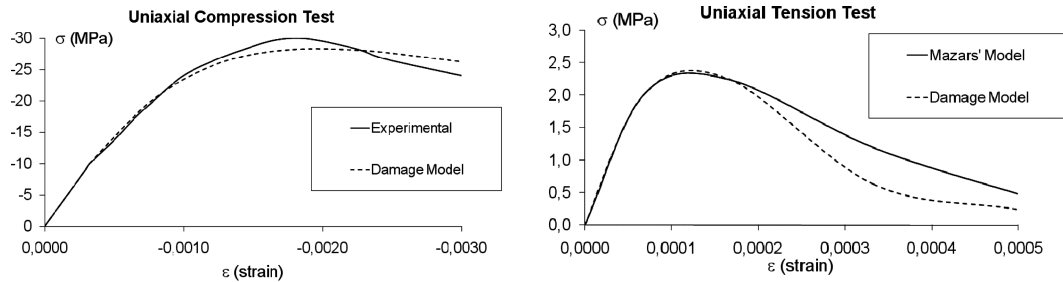 Uniaxial Compression Test
σ (MPa)
-30
-25
-20
-15
-10
-5
0
0,0000
-0,0010
-0,0020
-0,0030
ε (strain)
Experimental
Damage Model
Uniaxial Tension Test
σ (MPa)
3,0
2,5
2,0
1,5
1,0
0,5
0,0
0,0000
0,0001
0,0002
0,0003
0,0004
0,0005
ε (strain)
Mazars' Model
Damage Model